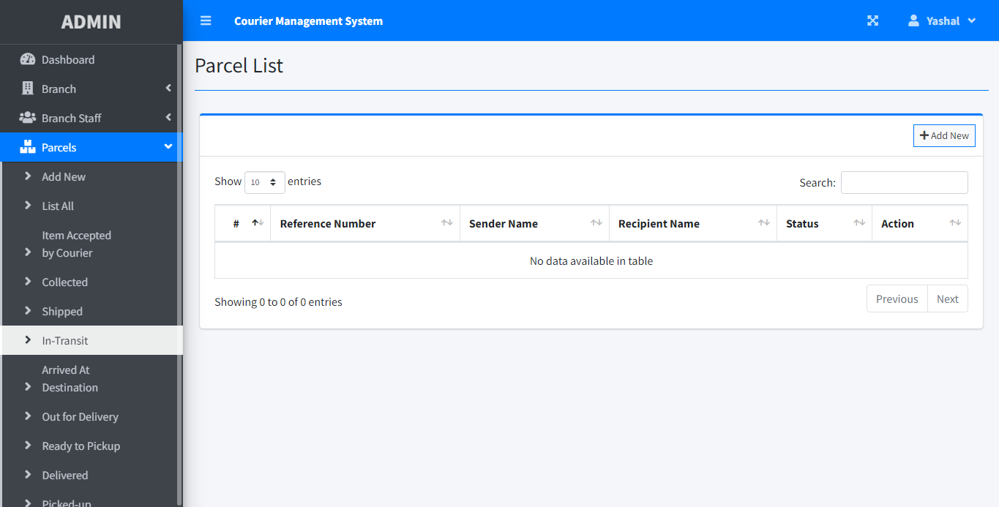 ADMIN
Dashboard
Branch
Branch Staff
Parcels
Add New
List All
Item Accepted
by Courier
Collected
Shipped
In-Transit
Arrived At
Destination
Out for Delivery
Ready to Pickup
Delivered
Picked-up
Courier Management System
Yashal
Parcel List
Add New
Show 10 entries
Search:
# Reference Number Sender Name Recipient Name Status Action
No data available in table
Showing 0 to 0 of 0 entries
Previous Next